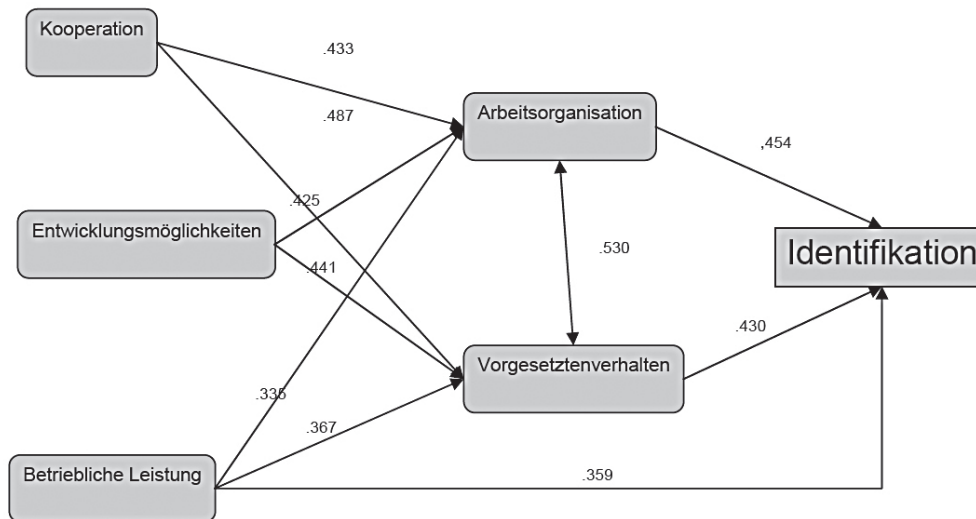 Kooperation
.433
.487
Arbeitsorganisation
,454
.425
Entwicklungsmöglichkeiten
.441
.530
Identifikation
.430
Vorgesetztenverhalten
.335
.367
Betriebliche Leistung
.359